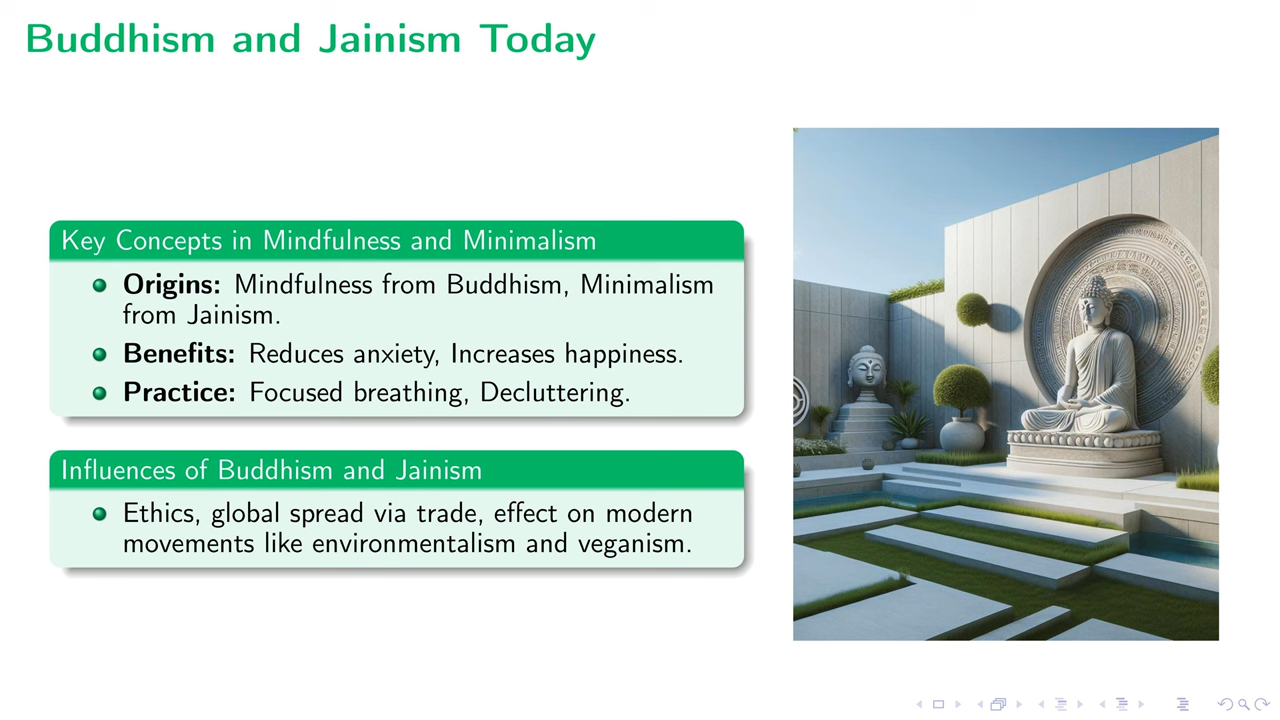 Buddhism and Jainism Today
Key Concepts in Mindfulness and Minimalism
Origins: Mindfulness from Buddhism, Minimalism
from Jainism.
Benefits: Reduces anxiety, Increases happiness.
Practice: Focused breathing, Decluttering.
Influences of Buddhism and Jainism
Ethics, global spread via trade, effect on modern
movements like environmentalism and veganism.